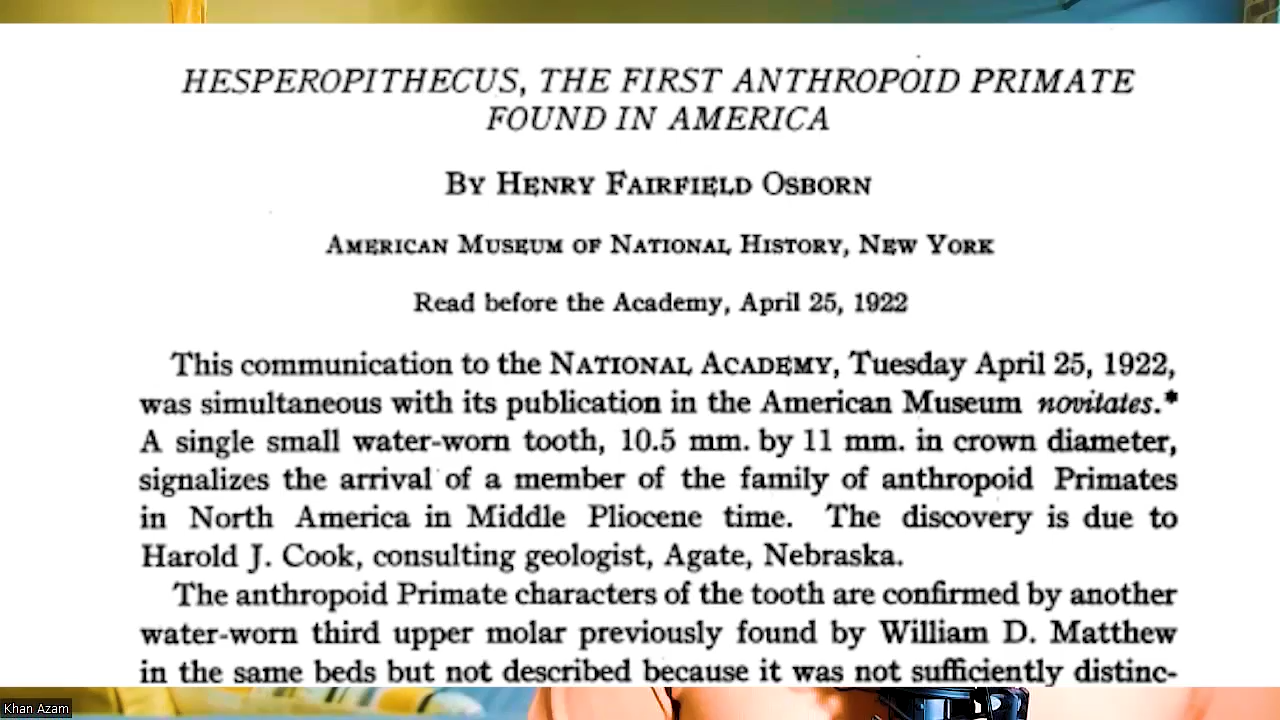 HESPEROPITHECUS, THE FIRST ANTHROPOID PRIMATE
FOUND IN AMERICA
BY HENRY FAIRFIELD OSBORN
AMERICAN MUSEUM OF NATIONAL HISTORY, NEW YORK
Read before the Academy, April 25, 1922
This communication to the NATIONAL ACADEMY, Tuesday April 25, 1922,
was simultaneous with its publication in the American Museum novitates.*
A single small water-worn tooth, 10.5 mm. by 11 mm. in crown diameter,
signalizes the arrival of a member of the family of anthropoid Primates
in North America in Middle Pliocene time. The discovery is due to
Harold J. Cook, consulting geologist, Agate, Nebraska.
The anthropoid Primate characters of the tooth are confirmed by another
water-worn third upper molar previously found by William D. Matthew
in the same beds but not described because it was not sufficiently distinc-
Khan Azam